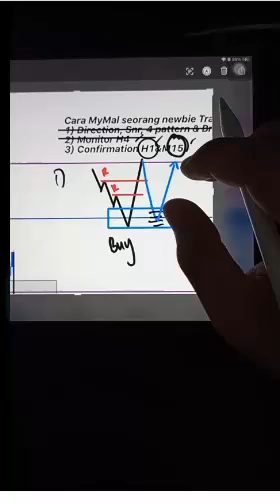 Cara MyMal seorang newbie Tra
1) Direction, Snr, 4 pattern & Br
2) Monitor H4
3) Confirmation H1&M15
1)
R
R
Buy